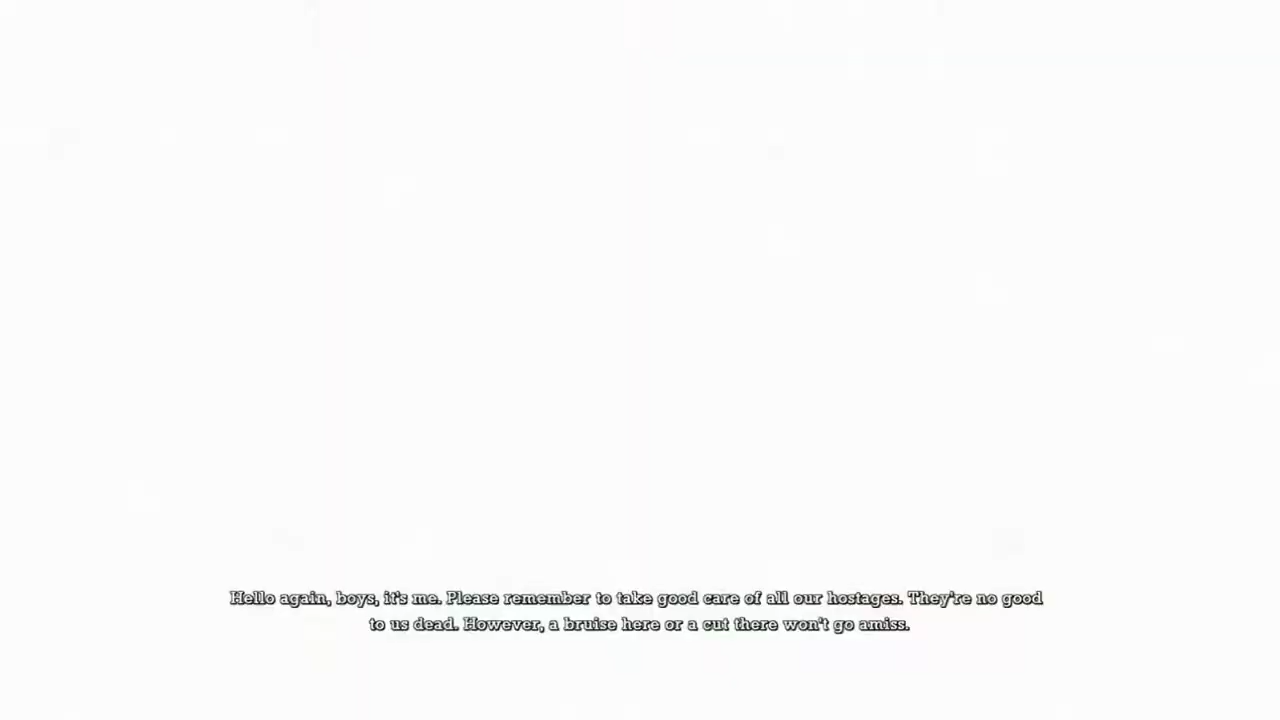 Hello again, boys, it's me. Please remember to take good care of all our hostages. They're no good
to us dead. However, a bruise here or a cut there won't go amiss.